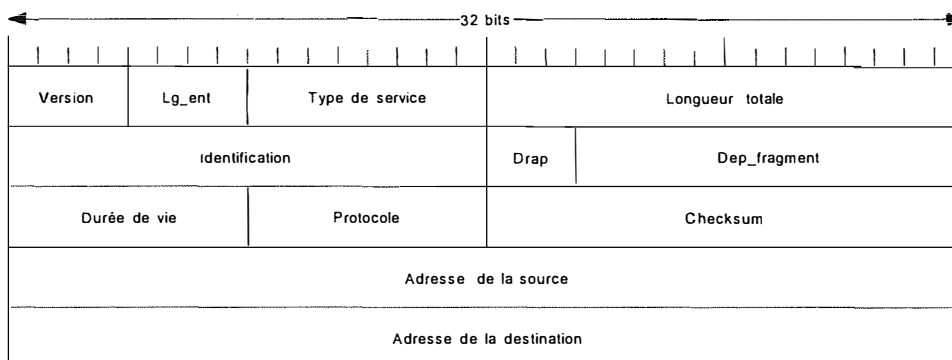 32 bits
Version Lg_ent Type de service Longueur totale
Identification Drap Dep_fragment
Durée de vie Protocole Checksum
Adresse de la source
Adresse de la destination